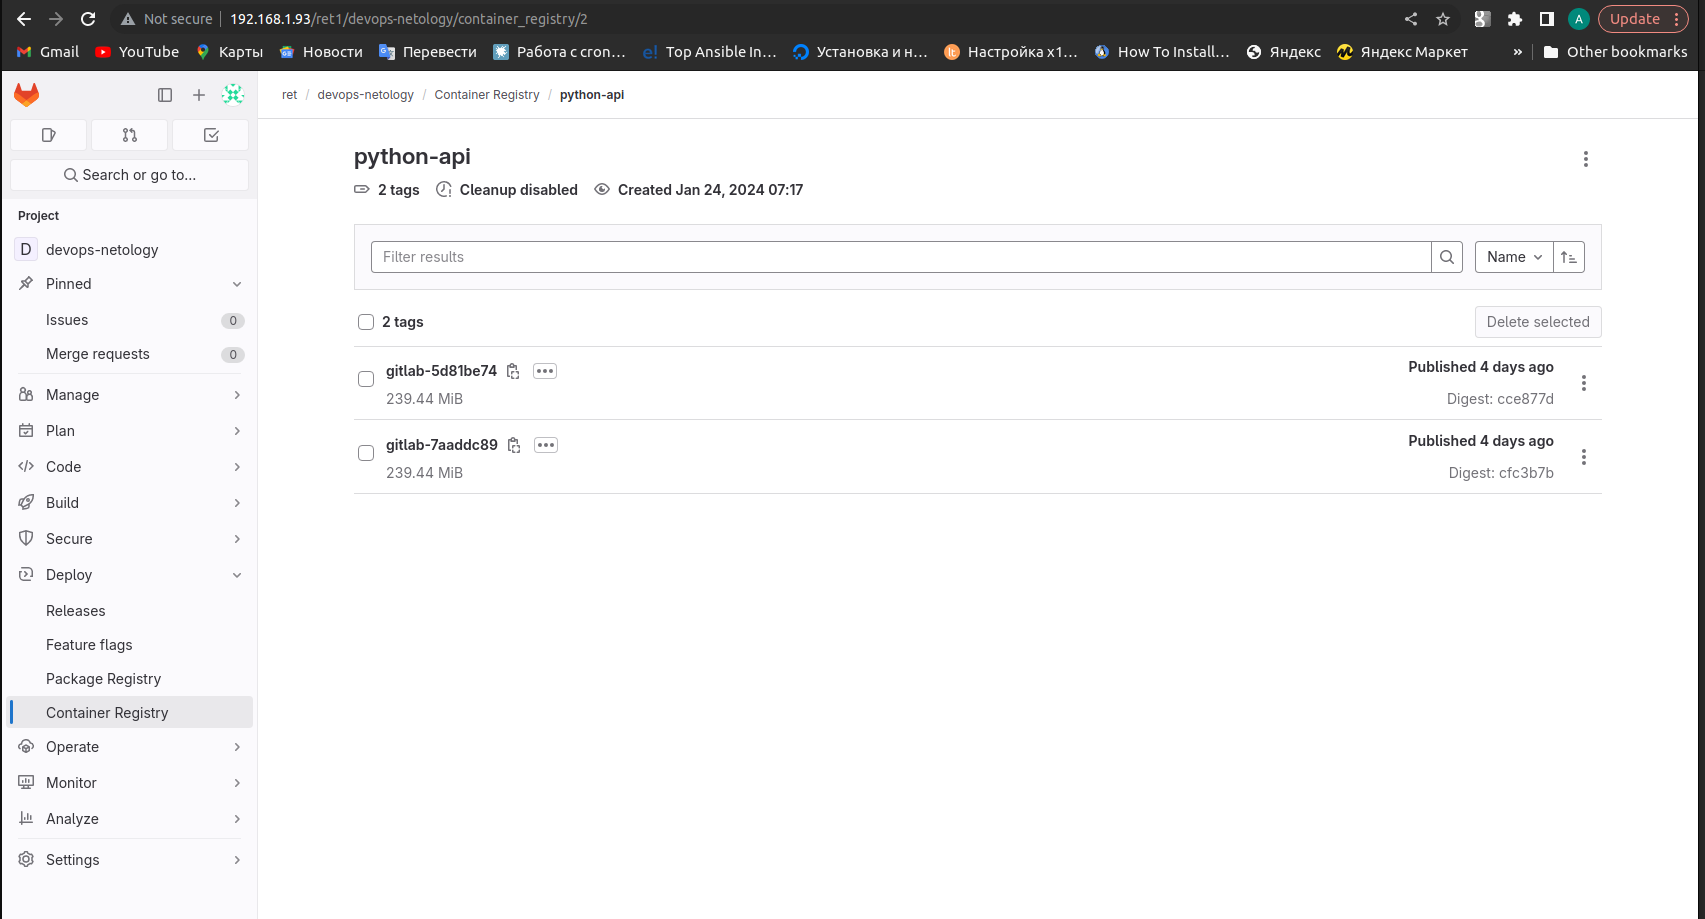 Not secure 192.168.1.93/ret1/devops-netology/container_registry/2 A Update
Gmail YouTube Карты Новости Перевести Работа с cron... Top Ansible In... Установка и н... Настройка x1... How To Install... Яндекс Яндекс Маркет » Other bookmarks
ret / devops-netology / Container Registry / python-api
Search or go to...
Project
D devops-netology
Pinned
Issues 0
Merge requests 0
Manage
Plan
Code
Build
Secure
Deploy
Releases
Feature flags
Package Registry
Container Registry
Operate
Monitor
Analyze
Settings
python-api
2 tags Cleanup disabled Created Jan 24, 2024 07:17
Filter results Name
2 tags Delete selected
gitlab-5d81be74 Published 4 days ago
239.44 MiB Digest: cce877d
gitlab-7aaddc89 Published 4 days ago
239.44 MiB Digest: cfc3b7b